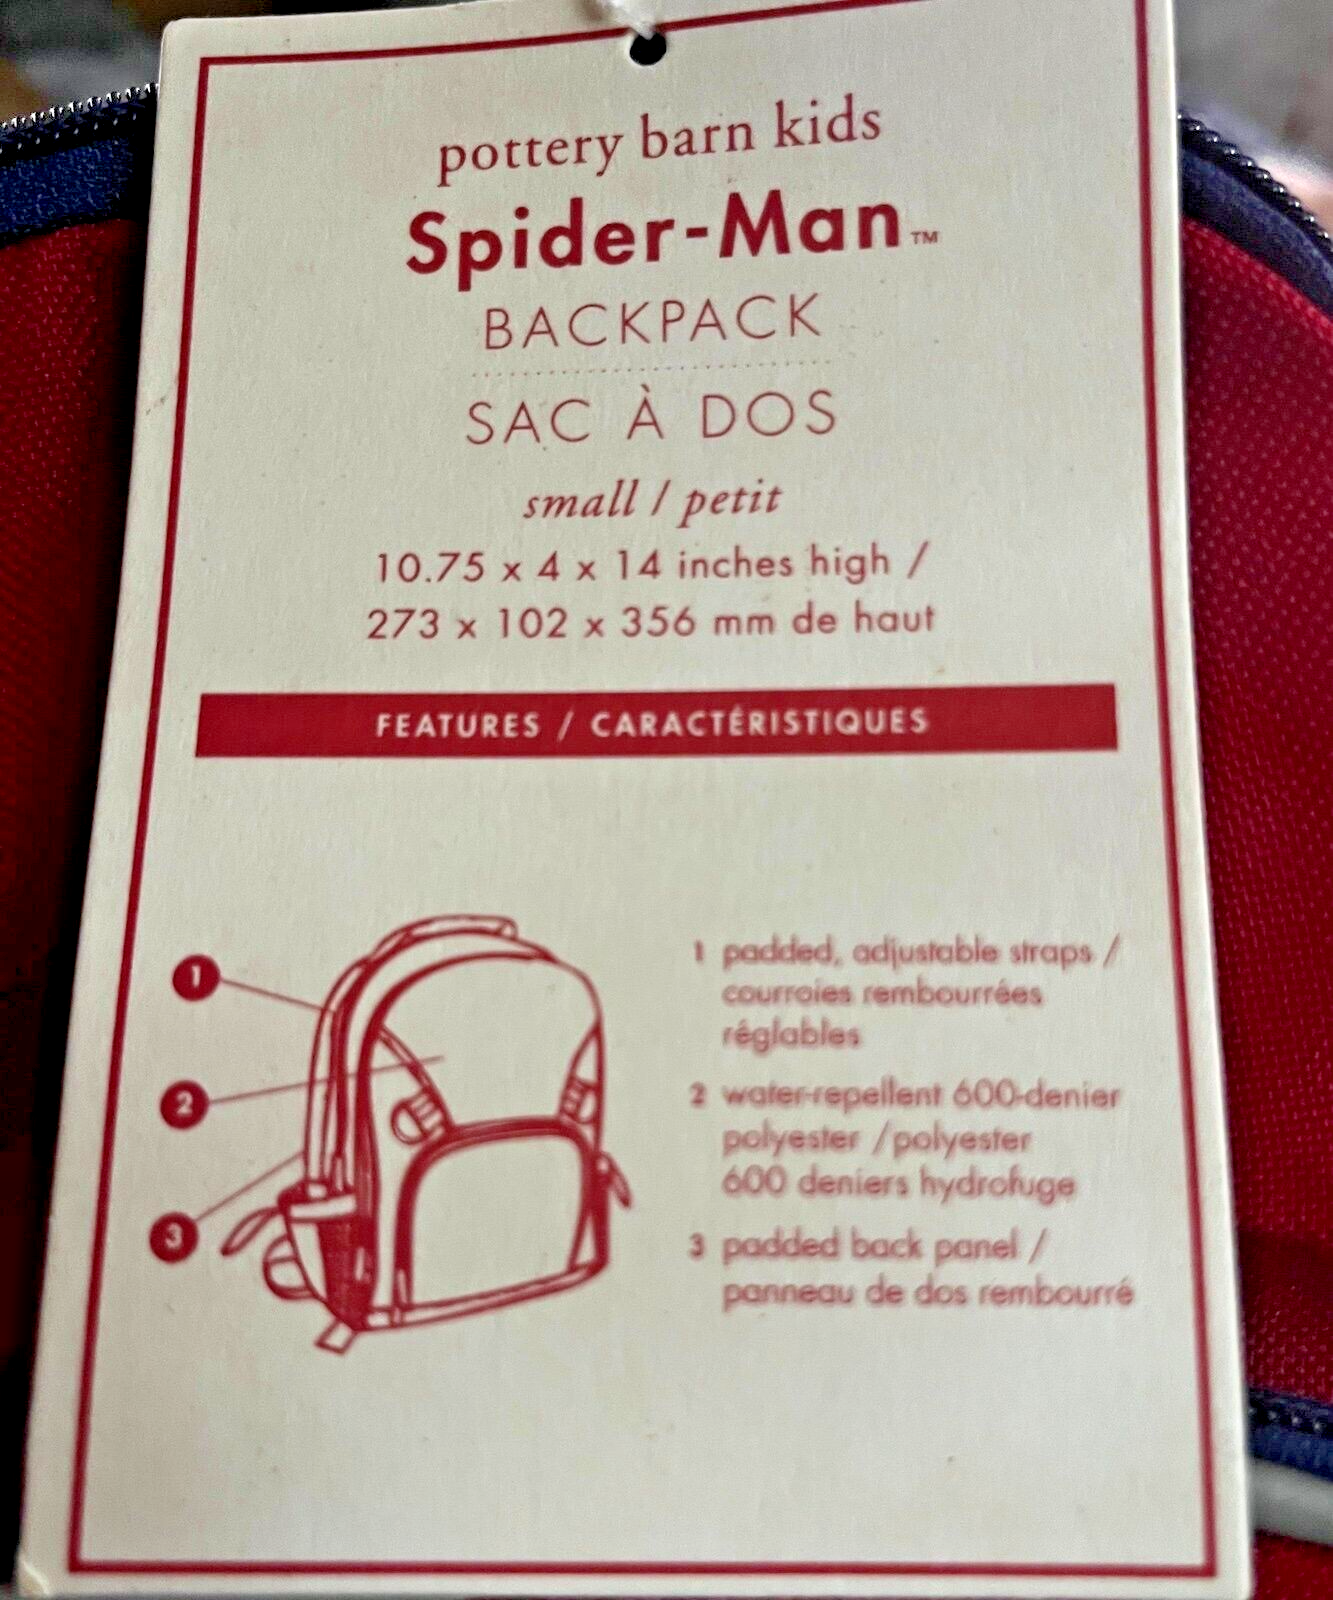 pottery barn kids
Spider-Man™
BACKPACK
SAC À DOS
small / petit
10.75 x 4 x 14 inches high /
273 x 102 x 356 mm de haut
FEATURES / CARACTÉRISTIQUES
1
2
3
1 padded, adjustable straps /
courroies rembourrées
réglables
2 water-repellent 600-denier
polyester /polyester
600 deniers hydrofuge
3 padded back panel /
panneau de dos rembourré